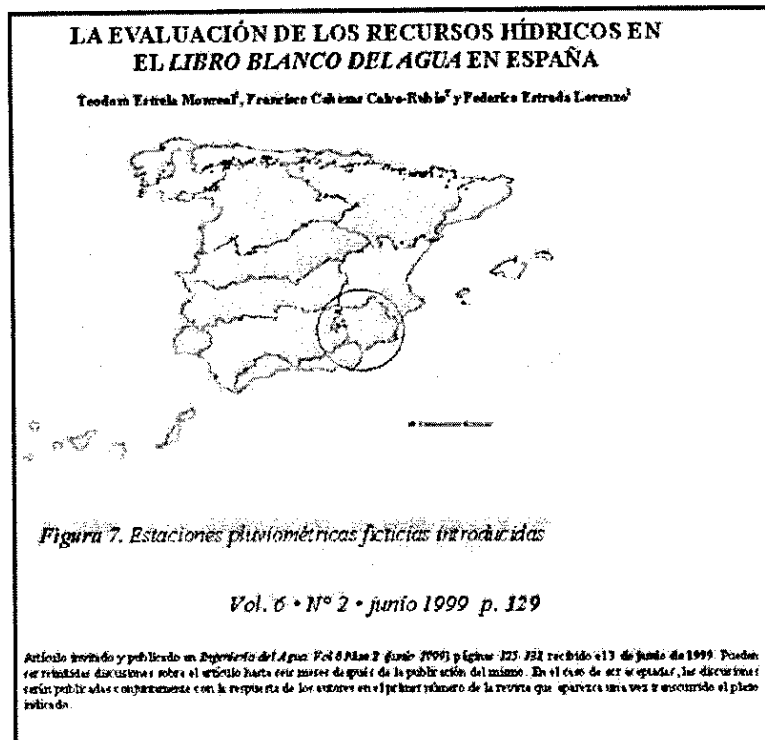 LA EVALUACIÓN DE LOS RECURSOS HÍDRICOS EN
EL LIBRO BLANCO DEL AGUA EN ESPAÑA
Teodoro Estrela Monreal¹, Francisco Cabezas Calvo-Rubio² y Federico Estrada Lorenzo³
Figura 7. Estaciones pluviométricas ficticias introducidas
Vol. 6 • Nº 2 • junio 1999 p. 129
Artículo invitado y publicado en Ingeniería del Agua. Vol 6 Num 2 (junio 1999) páginas 125-138, recibido el 3 de junio de 1999. Pueden
ser remitidas discusiones sobre el artículo hasta seis meses después de la publicación del mismo. En el caso de ser aceptadas, las discusiones
serán publicadas conjuntamente con la respuesta de los autores en el primer número de la revista que aparezca una vez transcurrido el plazo
indicado.